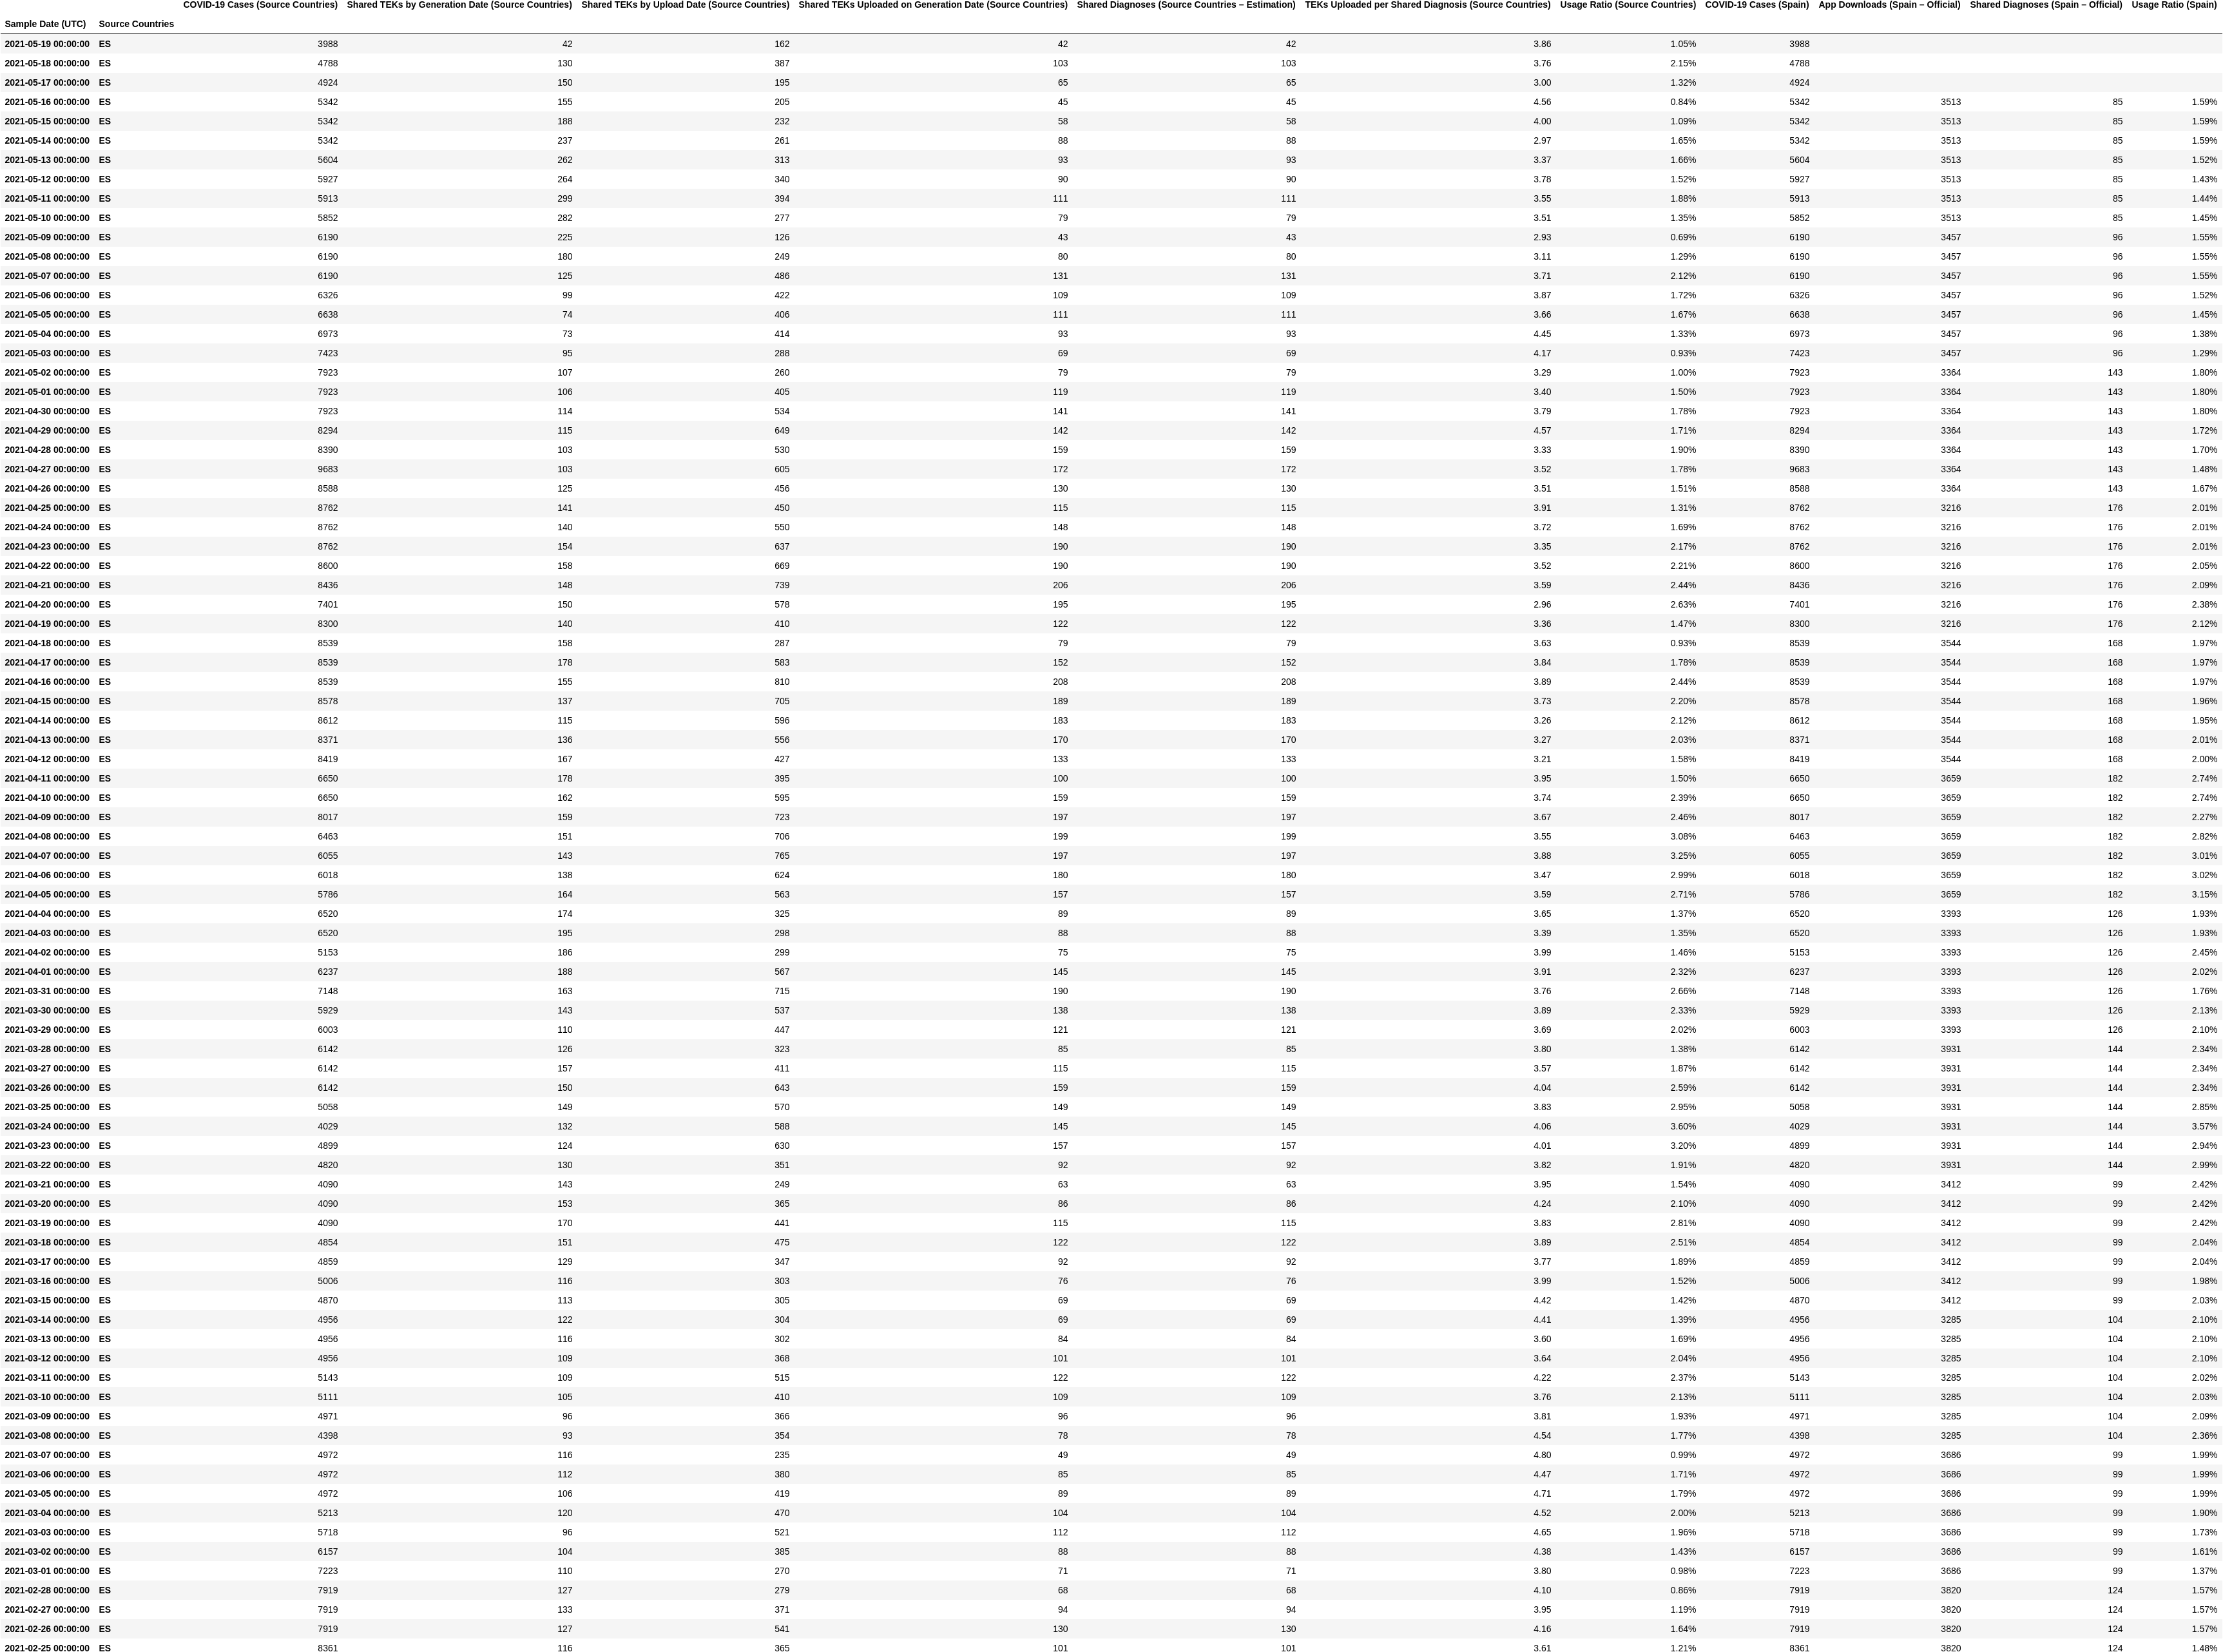 COVID-19 Cases (Source Countries) Shared TEKs by Generation Date (Source Countries) Shared TEKs by Upload Date (Source Countries) Shared TEKs Uploaded on Generation Date (Source Countries) Shared Diagnoses (Source Countries – Estimation) TEKs Uploaded per Shared Diagnosis (Source Countries) Usage Ratio (Source Countries) COVID-19 Cases (Spain) App Downloads (Spain – Official) Shared Diagnoses (Spain – Official) Usage Ratio (Spain)
Sample Date (UTC) Source Countries
2021-05-19 00:00:00 ES 3988 42 162 42 42 3.86 1.05% 3988
2021-05-18 00:00:00 ES 4788 130 387 103 103 3.76 2.15% 4788
2021-05-17 00:00:00 ES 4924 150 195 65 65 3.00 1.32% 4924
2021-05-16 00:00:00 ES 5342 155 205 45 45 4.56 0.84% 5342 3513 85 1.59%
2021-05-15 00:00:00 ES 5342 188 232 58 58 4.00 1.09% 5342 3513 85 1.59%
2021-05-14 00:00:00 ES 5342 237 261 88 88 2.97 1.65% 5342 3513 85 1.59%
2021-05-13 00:00:00 ES 5604 262 313 93 93 3.37 1.66% 5604 3513 85 1.52%
2021-05-12 00:00:00 ES 5927 264 340 90 90 3.78 1.52% 5927 3513 85 1.43%
2021-05-11 00:00:00 ES 5913 299 394 111 111 3.55 1.88% 5913 3513 85 1.44%
2021-05-10 00:00:00 ES 5852 282 277 79 79 3.51 1.35% 5852 3513 85 1.45%
2021-05-09 00:00:00 ES 6190 225 126 43 43 2.93 0.69% 6190 3457 96 1.55%
2021-05-08 00:00:00 ES 6190 180 249 80 80 3.11 1.29% 6190 3457 96 1.55%
2021-05-07 00:00:00 ES 6190 125 486 131 131 3.71 2.12% 6190 3457 96 1.55%
2021-05-06 00:00:00 ES 6326 99 422 109 109 3.87 1.72% 6326 3457 96 1.52%
2021-05-05 00:00:00 ES 6638 74 406 111 111 3.66 1.67% 6638 3457 96 1.45%
2021-05-04 00:00:00 ES 6973 73 414 93 93 4.45 1.33% 6973 3457 96 1.38%
2021-05-03 00:00:00 ES 7423 95 288 69 69 4.17 0.93% 7423 3457 96 1.29%
2021-05-02 00:00:00 ES 7923 107 260 79 79 3.29 1.00% 7923 3364 143 1.80%
2021-05-01 00:00:00 ES 7923 106 405 119 119 3.40 1.50% 7923 3364 143 1.80%
2021-04-30 00:00:00 ES 7923 114 534 141 141 3.79 1.78% 7923 3364 143 1.80%
2021-04-29 00:00:00 ES 8294 115 649 142 142 4.57 1.71% 8294 3364 143 1.72%
2021-04-28 00:00:00 ES 8390 103 530 159 159 3.33 1.90% 8390 3364 143 1.70%
2021-04-27 00:00:00 ES 9683 103 605 172 172 3.52 1.78% 9683 3364 143 1.48%
2021-04-26 00:00:00 ES 8588 125 456 130 130 3.51 1.51% 8588 3364 143 1.67%
2021-04-25 00:00:00 ES 8762 141 450 115 115 3.91 1.31% 8762 3216 176 2.01%
2021-04-24 00:00:00 ES 8762 140 550 148 148 3.72 1.69% 8762 3216 176 2.01%
2021-04-23 00:00:00 ES 8762 154 637 190 190 3.35 2.17% 8762 3216 176 2.01%
2021-04-22 00:00:00 ES 8600 158 669 190 190 3.52 2.21% 8600 3216 176 2.05%
2021-04-21 00:00:00 ES 8436 148 739 206 206 3.59 2.44% 8436 3216 176 2.09%
2021-04-20 00:00:00 ES 7401 150 578 195 195 2.96 2.63% 7401 3216 176 2.38%
2021-04-19 00:00:00 ES 8300 140 410 122 122 3.36 1.47% 8300 3216 176 2.12%
2021-04-18 00:00:00 ES 8539 158 287 79 79 3.63 0.93% 8539 3544 168 1.97%
2021-04-17 00:00:00 ES 8539 178 583 152 152 3.84 1.78% 8539 3544 168 1.97%
2021-04-16 00:00:00 ES 8539 155 810 208 208 3.89 2.44% 8539 3544 168 1.97%
2021-04-15 00:00:00 ES 8578 137 705 189 189 3.73 2.20% 8578 3544 168 1.96%
2021-04-14 00:00:00 ES 8612 115 596 183 183 3.26 2.12% 8612 3544 168 1.95%
2021-04-13 00:00:00 ES 8371 136 556 170 170 3.27 2.03% 8371 3544 168 2.01%
2021-04-12 00:00:00 ES 8419 167 427 133 133 3.21 1.58% 8419 3544 168 2.00%
2021-04-11 00:00:00 ES 6650 178 395 100 100 3.95 1.50% 6650 3659 182 2.74%
2021-04-10 00:00:00 ES 6650 162 595 159 159 3.74 2.39% 6650 3659 182 2.74%
2021-04-09 00:00:00 ES 8017 159 723 197 197 3.67 2.46% 8017 3659 182 2.27%
2021-04-08 00:00:00 ES 6463 151 706 199 199 3.55 3.08% 6463 3659 182 2.82%
2021-04-07 00:00:00 ES 6055 143 765 197 197 3.88 3.25% 6055 3659 182 3.01%
2021-04-06 00:00:00 ES 6018 138 624 180 180 3.47 2.99% 6018 3659 182 3.02%
2021-04-05 00:00:00 ES 5786 164 563 157 157 3.59 2.71% 5786 3659 182 3.15%
2021-04-04 00:00:00 ES 6520 174 325 89 89 3.65 1.37% 6520 3393 126 1.93%
2021-04-03 00:00:00 ES 6520 195 298 88 88 3.39 1.35% 6520 3393 126 1.93%
2021-04-02 00:00:00 ES 5153 186 299 75 75 3.99 1.46% 5153 3393 126 2.45%
2021-04-01 00:00:00 ES 6237 188 567 145 145 3.91 2.32% 6237 3393 126 2.02%
2021-03-31 00:00:00 ES 7148 163 715 190 190 3.76 2.66% 7148 3393 126 1.76%
2021-03-30 00:00:00 ES 5929 143 537 138 138 3.89 2.33% 5929 3393 126 2.13%
2021-03-29 00:00:00 ES 6003 110 447 121 121 3.69 2.02% 6003 3393 126 2.10%
2021-03-28 00:00:00 ES 6142 126 323 85 85 3.80 1.38% 6142 3931 144 2.34%
2021-03-27 00:00:00 ES 6142 157 411 115 115 3.57 1.87% 6142 3931 144 2.34%
2021-03-26 00:00:00 ES 6142 150 643 159 159 4.04 2.59% 6142 3931 144 2.34%
2021-03-25 00:00:00 ES 5058 149 570 149 149 3.83 2.95% 5058 3931 144 2.85%
2021-03-24 00:00:00 ES 4029 132 588 145 145 4.06 3.60% 4029 3931 144 3.57%
2021-03-23 00:00:00 ES 4899 124 630 157 157 4.01 3.20% 4899 3931 144 2.94%
2021-03-22 00:00:00 ES 4820 130 351 92 92 3.82 1.91% 4820 3931 144 2.99%
2021-03-21 00:00:00 ES 4090 143 249 63 63 3.95 1.54% 4090 3412 99 2.42%
2021-03-20 00:00:00 ES 4090 153 365 86 86 4.24 2.10% 4090 3412 99 2.42%
2021-03-19 00:00:00 ES 4090 170 441 115 115 3.83 2.81% 4090 3412 99 2.42%
2021-03-18 00:00:00 ES 4854 151 475 122 122 3.89 2.51% 4854 3412 99 2.04%
2021-03-17 00:00:00 ES 4859 129 347 92 92 3.77 1.89% 4859 3412 99 2.04%
2021-03-16 00:00:00 ES 5006 116 303 76 76 3.99 1.52% 5006 3412 99 1.98%
2021-03-15 00:00:00 ES 4870 113 305 69 69 4.42 1.42% 4870 3412 99 2.03%
2021-03-14 00:00:00 ES 4956 122 304 69 69 4.41 1.39% 4956 3285 104 2.10%
2021-03-13 00:00:00 ES 4956 116 302 84 84 3.60 1.69% 4956 3285 104 2.10%
2021-03-12 00:00:00 ES 4956 109 368 101 101 3.64 2.04% 4956 3285 104 2.10%
2021-03-11 00:00:00 ES 5143 109 515 122 122 4.22 2.37% 5143 3285 104 2.02%
2021-03-10 00:00:00 ES 5111 105 410 109 109 3.76 2.13% 5111 3285 104 2.03%
2021-03-09 00:00:00 ES 4971 96 366 96 96 3.81 1.93% 4971 3285 104 2.09%
2021-03-08 00:00:00 ES 4398 93 354 78 78 4.54 1.77% 4398 3285 104 2.36%
2021-03-07 00:00:00 ES 4972 116 235 49 49 4.80 0.99% 4972 3686 99 1.99%
2021-03-06 00:00:00 ES 4972 112 380 85 85 4.47 1.71% 4972 3686 99 1.99%
2021-03-05 00:00:00 ES 4972 106 419 89 89 4.71 1.79% 4972 3686 99 1.99%
2021-03-04 00:00:00 ES 5213 120 470 104 104 4.52 2.00% 5213 3686 99 1.90%
2021-03-03 00:00:00 ES 5718 96 521 112 112 4.65 1.96% 5718 3686 99 1.73%
2021-03-02 00:00:00 ES 6157 104 385 88 88 4.38 1.43% 6157 3686 99 1.61%
2021-03-01 00:00:00 ES 7223 110 270 71 71 3.80 0.98% 7223 3686 99 1.37%
2021-02-28 00:00:00 ES 7919 127 279 68 68 4.10 0.86% 7919 3820 124 1.57%
2021-02-27 00:00:00 ES 7919 133 371 94 94 3.95 1.19% 7919 3820 124 1.57%
2021-02-26 00:00:00 ES 7919 127 541 130 130 4.16 1.64% 7919 3820 124 1.57%
2021-02-25 00:00:00 ES 8361 116 365 101 101 3.61 1.21% 8361 3820 124 1.48%